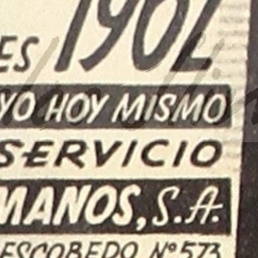 ES 1962
YO HOY MISMO
SERVICIO
MANOS, S.A.
ESCOBEDO Nº 573